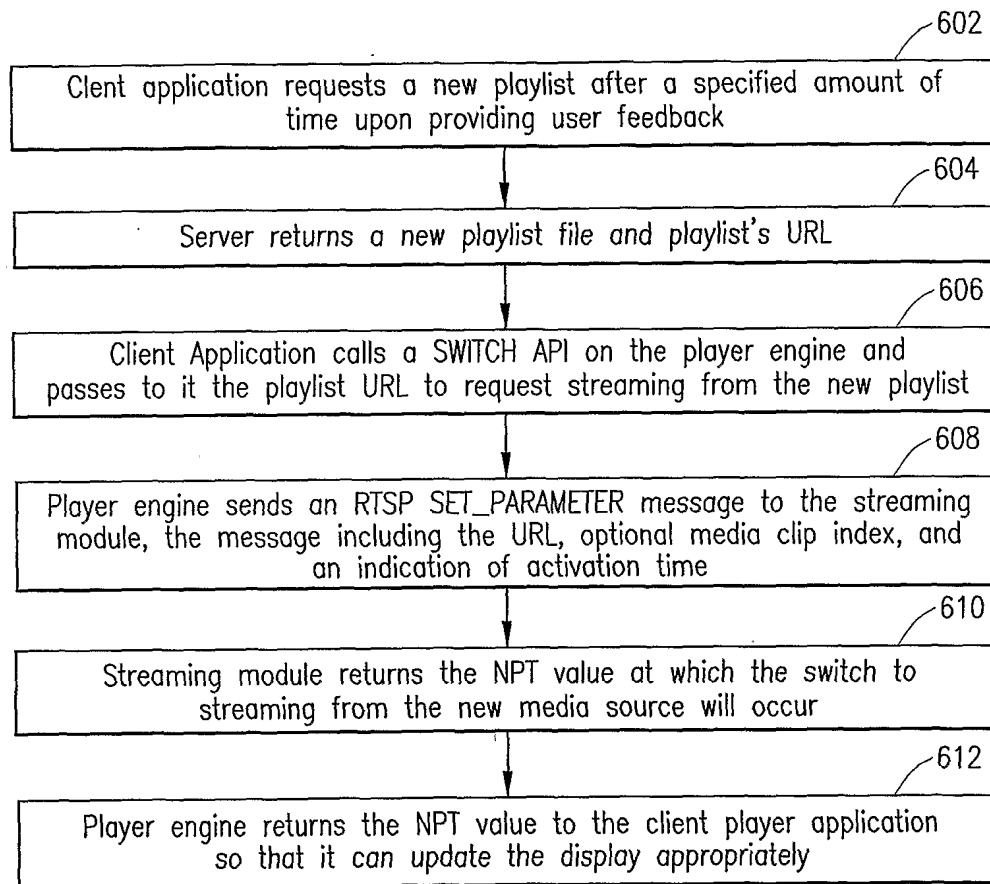 602
Clent application requests a new playlist after a specified amount of
time upon providing user feedback
604
Server returns a new playlist file and playlist's URL
606
Client Application calls a SWITCH API on the player engine and
passes to it the playlist URL to request streaming from the new playlist
608
Player engine sends an RTSP SET_PARAMETER message to the streaming
module, the message including the URL, optional media clip index, and
an indication of activation time
610
Streaming module returns the NPT value at which the switch to
streaming from the new media source will occur
612
Player engine returns the NPT value to the client player application
so that it can update the display appropriately